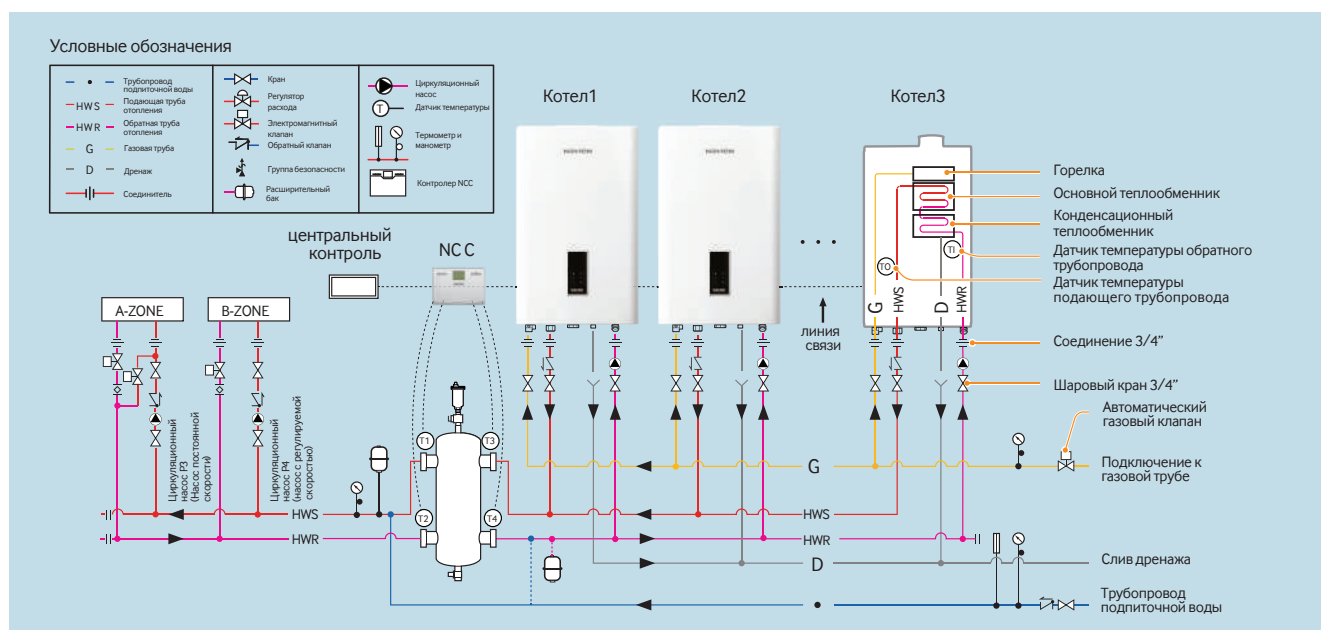 Условные обозначения
Трубопровод
подпиточной воды
HWS
Подающая труба
отопления
HWR
Обратная труба
отопления
G
Газовая труба
D
Дренаж
Соединитель
Кран
Регулятор
расхода
Электромагнитный
клапан
Обратный клапан
Группа безопасности
Расширительный
бак
Циркуляционный
насос
T
Датчик температуры
Термометр и
манометр
Контролер NCC
Котел1
Котел2
Котел3
центральный
контроль
NC C
A-ZONE
B-ZONE
. . .
линия
связи
TO
TI
G
HWS
D
HWR
Горелка
Основной теплообменник
Конденсационный
теплообменник
Датчик температуры обратного
трубопровода
Датчик температуры
подающего трубопровода
Соединение 3/4”
Шаровый кран 3/4”
Автоматический
газовый клапан
Подключение к
газовой трубе
Слив дренажа
Трубопровод
подпиточной воды
Циркуляционный
насос P3
(Насос постоянной
скорости)
Циркуляционный
насос P4
(насос с регулируемой
скоростью)
T1
T3
T2
T4
HWS
HWR
G
HWS
HWR
D